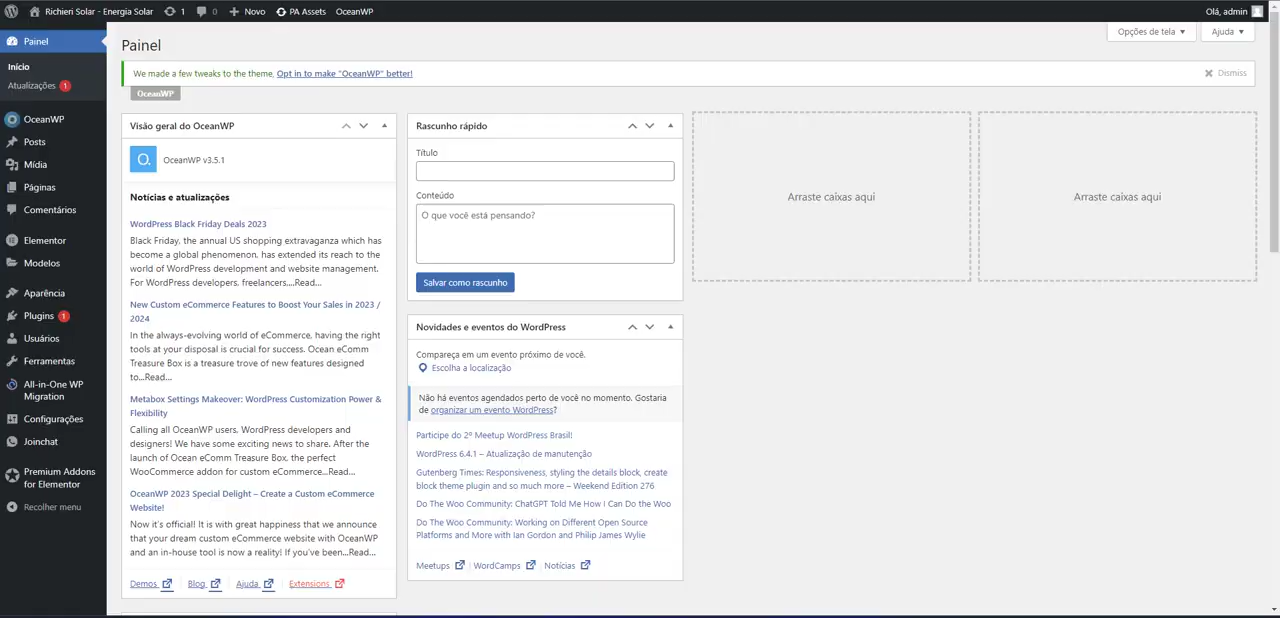 Richieri Solar - Energia Solar
1
0
Novo
PA Assets
OceanWP
Olá, admin
Painel
Início
Atualizações 1
OceanWP
Posts
Mídia
Páginas
Comentários
Elementor
Modelos
Aparência
Plugins 1
Usuários
Ferramentas
All-in-One WP
Migration
Configurações
Joinchat
Premium Addons
for Elementor
Recolher menu
Painel
Opções de tela
Ajuda
We made a few tweaks to the theme, Opt in to make "OceanWP" better!
Dismiss
OceanWP
Visão geral do OceanWP
O.
OceanWP v3.5.1
Notícias e atualizações
WordPress Black Friday Deals 2023
Black Friday, the annual US shopping extravaganza which has
become a global phenomenon, has extended its reach to the
world of WordPress development and website management.
For WordPress developers, freelancers,...Read...
New Custom eCommerce Features to Boost Your Sales in 2023 /
2024
In the always-evolving world of eCommerce, having the right
tools at your disposal is crucial for success. Ocean eComm
Treasure Box is a treasure trove of new features designed
to...Read...
Metabox Settings Makeover: WordPress Customization Power &
Flexibility
Calling all OceanWP users, WordPress developers and
designers! We have some exciting news to share. After the
launch of Ocean eComm Treasure Box, the perfect
WooCommerce addon for custom eCommerce...Read...
OceanWP 2023 Special Delight – Create a Custom eCommerce
Website!
Now it's official! It is with great happiness that we announce
that your dream custom eCommerce website with OceanWP
and an in-house tool is now a reality! If you've been...Read...
Demos
Blog
Ajuda
Extensions
Rascunho rápido
Título
Conteúdo
O que você está pensando?
Salvar como rascunho
Novidades e eventos do WordPress
Compareça em um evento próximo de você.
Escolha a localização
Não há eventos agendados perto de você no momento. Gostaria
de organizar um evento WordPress?
Participe do 2º Meetup WordPress Brasil!
WordPress 6.4.1 – Atualização de manutenção
Gutenberg Times: Responsiveness, styling the details block, create
block theme plugin and so much more – Weekend Edition 276
Do The Woo Community: ChatGPT Told Me How I Can Do the Woo
Do The Woo Community: Working on Different Open Source
Platforms and More with Ian Gordon and Philip James Wylie
Meetups
WordCamps
Notícias
Arraste caixas aqui
Arraste caixas aqui